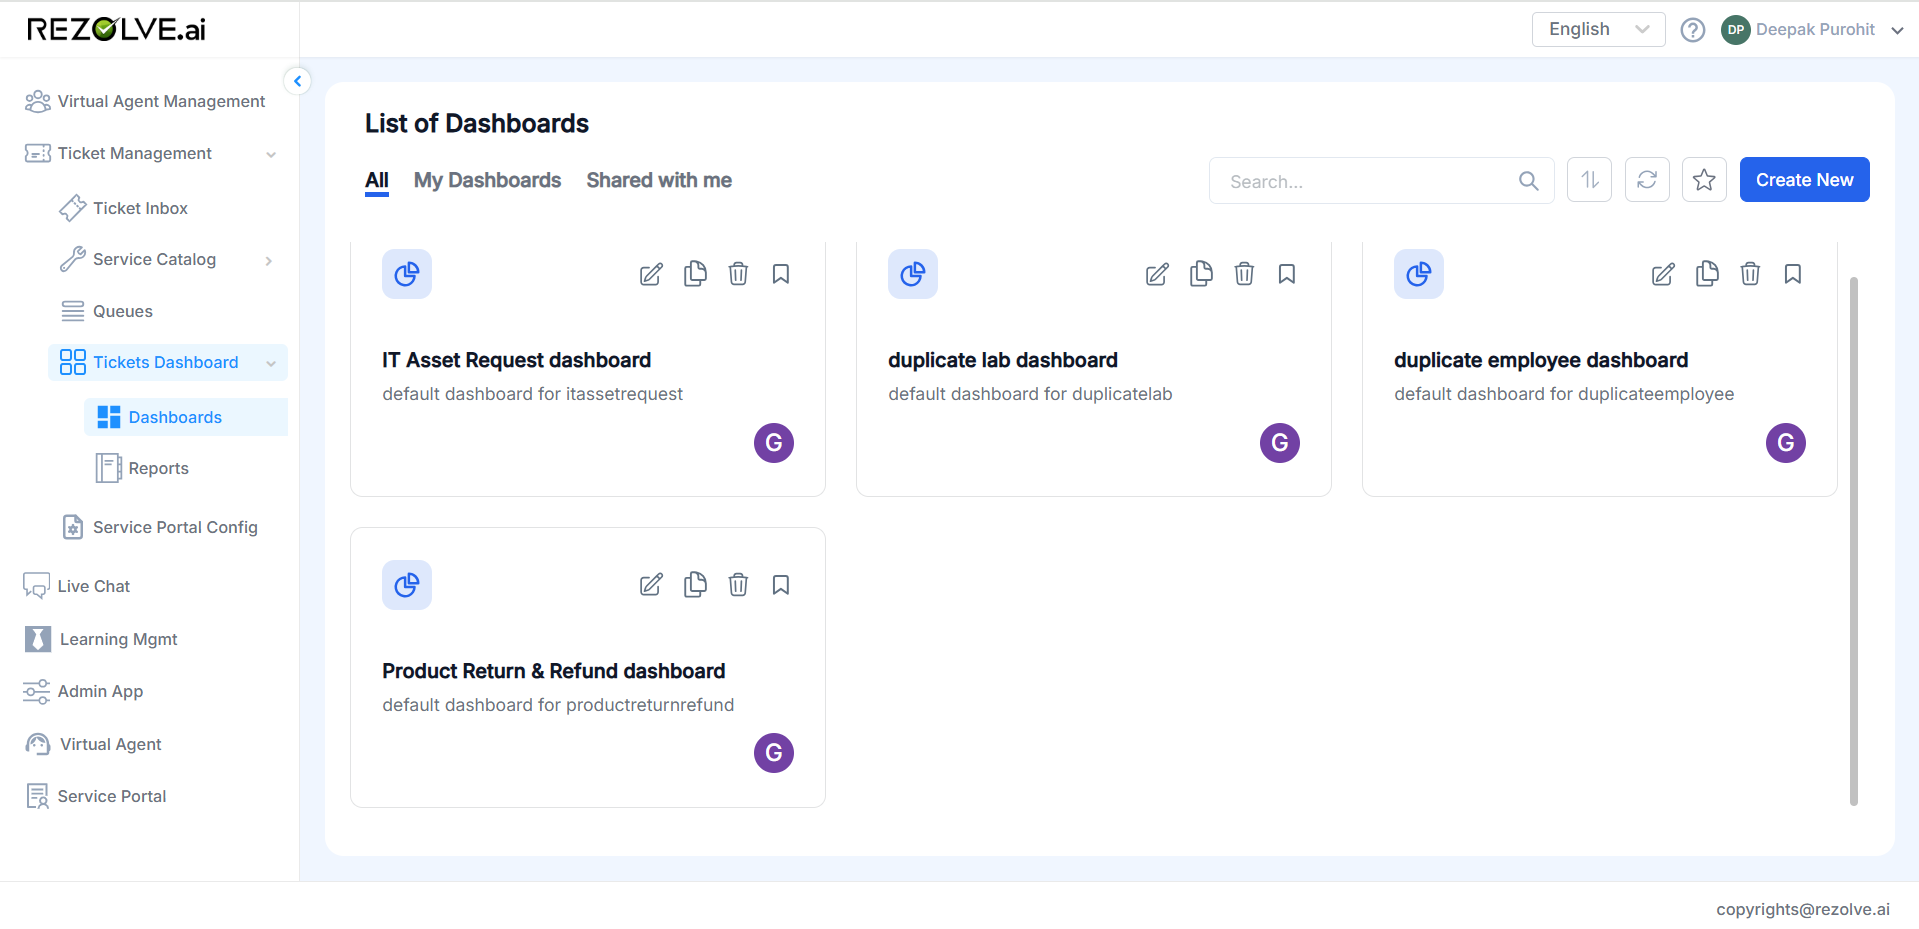 REZOLVE.ai
English
DP
Deepak Purohit
Virtual Agent Management
Ticket Management
Ticket Inbox
Service Catalog
Queues
Tickets Dashboard
Dashboards
Reports
Service Portal Config
Live Chat
Learning Mgmt
Admin App
Virtual Agent
Service Portal
List of Dashboards
All
My Dashboards
Shared with me
Search...
Create New
IT Asset Request dashboard
default dashboard for itassetrequest
G
duplicate lab dashboard
default dashboard for duplicatelab
G
duplicate employee dashboard
default dashboard for duplicateemployee
G
Product Return & Refund dashboard
default dashboard for productreturnrefund
G
copyrights@rezolve.ai